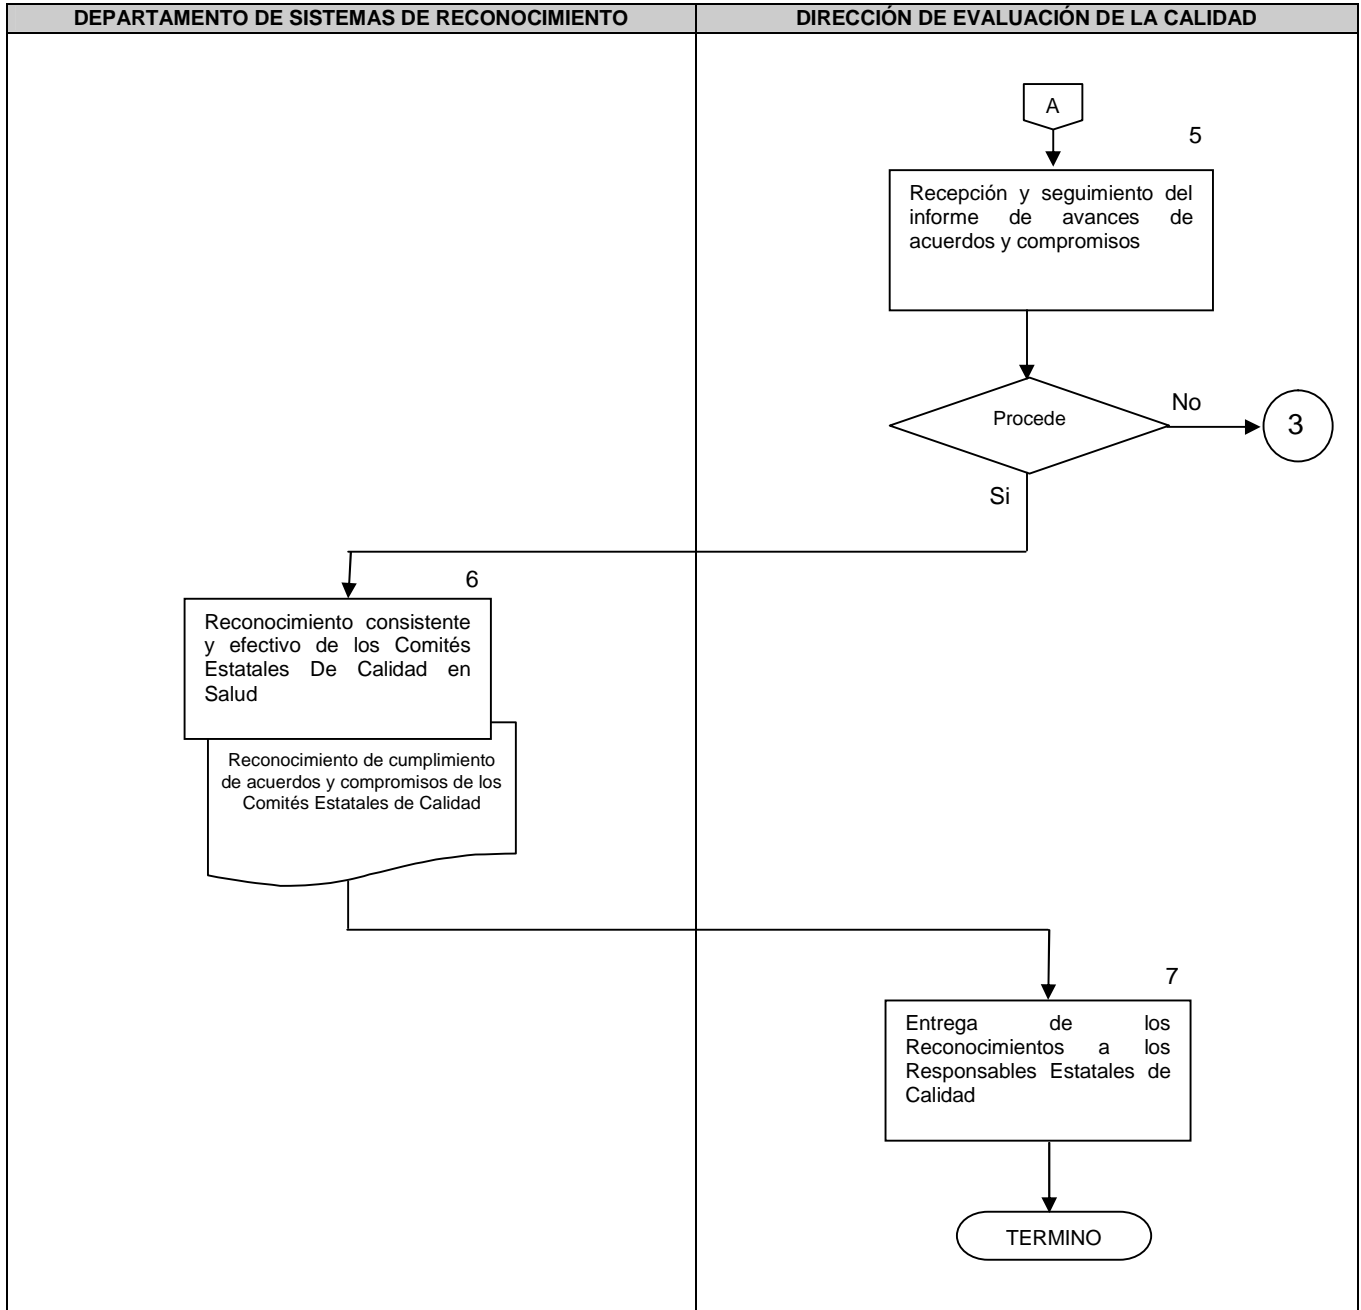 DEPARTAMENTO DE SISTEMAS DE RECONOCIMIENTO
DIRECCIÓN DE EVALUACIÓN DE LA CALIDAD
A
5
Recepción y seguimiento del
informe de avances de
acuerdos y compromisos
Procede
No
3
Si
6
Reconocimiento consistente
y efectivo de los Comités
Estatales De Calidad en
Salud
Reconocimiento de cumplimiento
de acuerdos y compromisos de los
Comités Estatales de Calidad
7
Entrega de los
Reconocimientos a los
Responsables Estatales de
Calidad
TERMINO